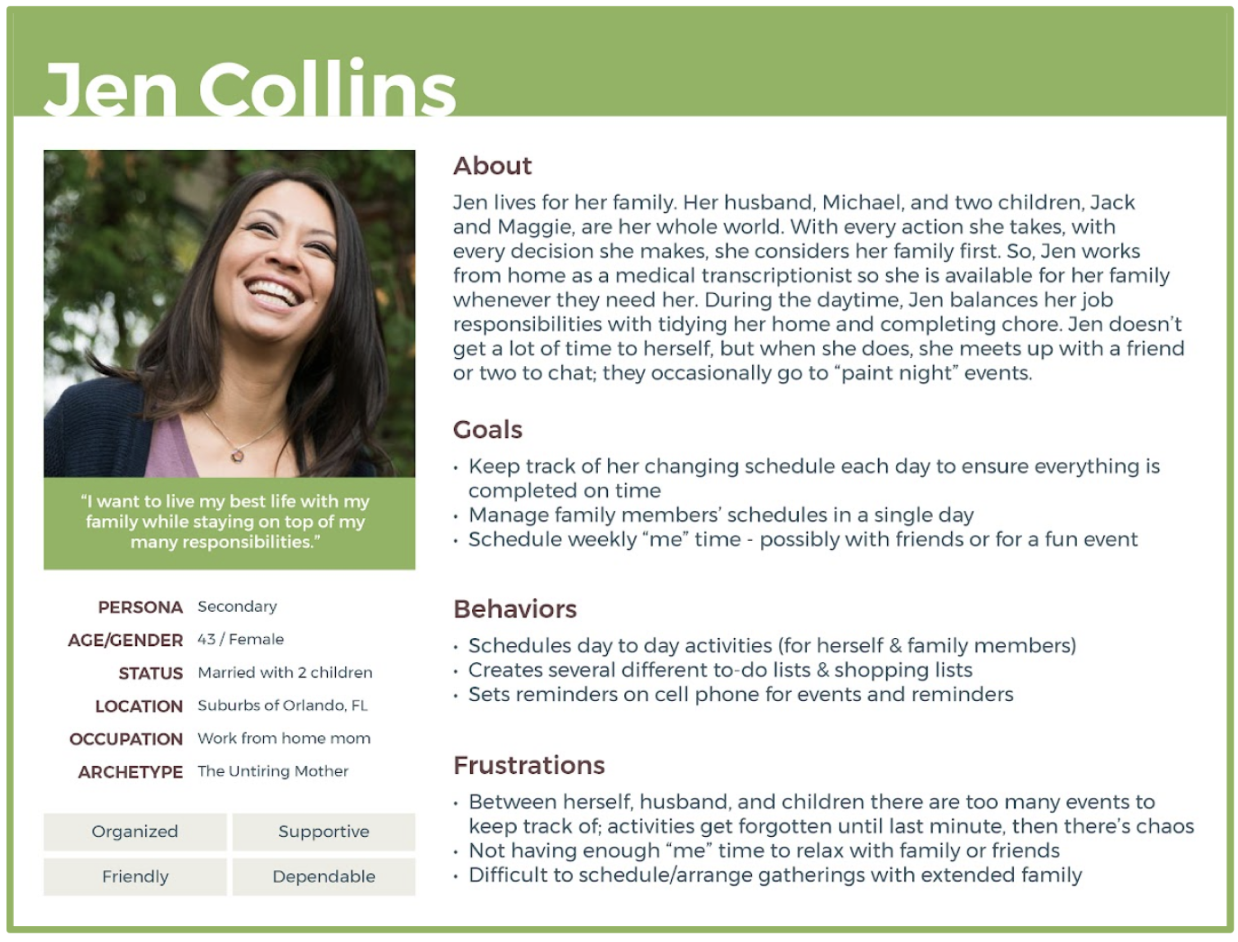 Jen Collins
"I want to live my best life with my
family while staying on top of my
many responsibilities."
PERSONA Secondary
AGE/GENDER 43 / Female
STATUS Married with 2 children
LOCATION Suburbs of Orlando, FL
OCCUPATION Work from home mom
ARCHETYPE The Untiring Mother
Organized Supportive
Friendly Dependable
About
Jen lives for her family. Her husband, Michael, and two children, Jack
and Maggie, are her whole world. With every action she takes, with
every decision she makes, she considers her family first. So, Jen works
from home as a medical transcriptionist so she is available for her family
whenever they need her. During the daytime, Jen balances her job
responsibilities with tidying her home and completing chore. Jen doesn't
get a lot of time to herself, but when she does, she meets up with a friend
or two to chat; they occasionally go to "paint night" events.
Goals
• Keep track of her changing schedule each day to ensure everything is
completed on time
• Manage family members' schedules in a single day
• Schedule weekly "me" time - possibly with friends or for a fun event
Behaviors
• Schedules day to day activities (for herself & family members)
• Creates several different to-do lists & shopping lists
• Sets reminders on cell phone for events and reminders
Frustrations
• Between herself, husband, and children there are too many events to
keep track of; activities get forgotten until last minute, then there's chaos
• Not having enough "me" time to relax with family or friends
• Difficult to schedule/arrange gatherings with extended family